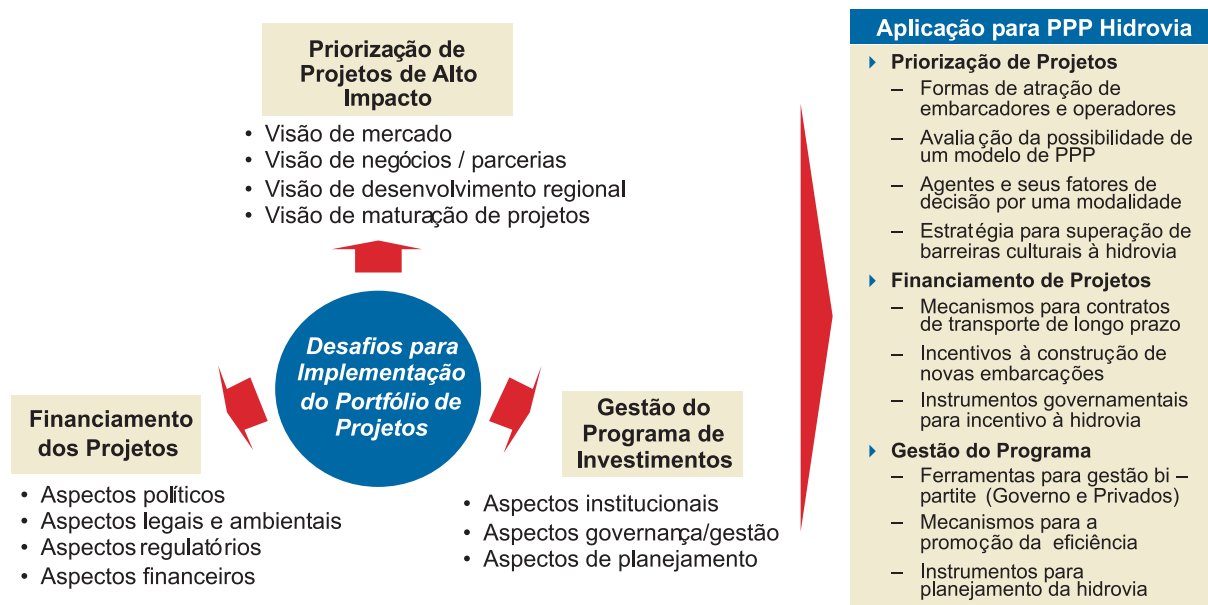 Priorização de
Projetos de Alto
Impacto
• Visão de mercado
• Visão de negócios / parcerias
• Visão de desenvolvimento regional
• Visão de maturação de projetos
Desafios para
Implementação
do Portfólio de
Projetos
Financiamento
dos Projetos
• Aspectos políticos
• Aspectos legais e ambientais
• Aspectos regulatórios
• Aspectos financeiros
Gestão do
Programa de
Investimentos
• Aspectos institucionais
• Aspectos governança/gestão
• Aspectos de planejamento
Aplicação para PPP Hidrovia
Priorização de Projetos
– Formas de atração de
embarcadores e operadores
– Avaliação da possibilidade de
um modelo de PPP
– Agentes e seus fatores de
decisão por uma modalidade
– Estratégia para superação de
barreiras culturais à hidrovia
Financiamento de Projetos
– Mecanismos para contratos
de transporte de longo prazo
– Incentivos à construção de
novas embarcações
– Instrumentos governamentais
para incentivo à hidrovia
Gestão do Programa
– Ferramentas para gestão bi –
partite (Governo e Privados)
– Mecanismos para a
promoção da eficiência
– Instrumentos para
planejamento da hidrovia